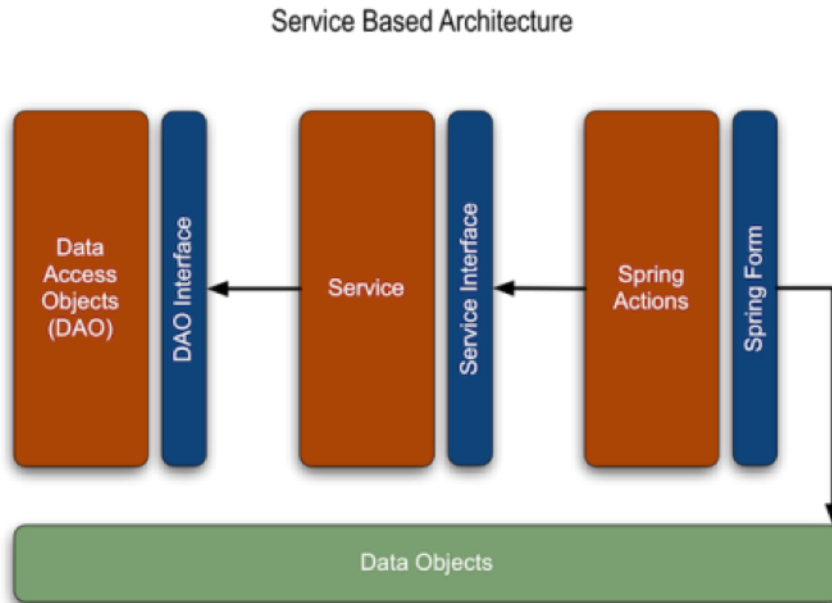 Service Based Architecture
Data
Access
Objects
(DAO)
DAO Interface
Service
Service Interface
Spring
Actions
Spring Form
Data Objects